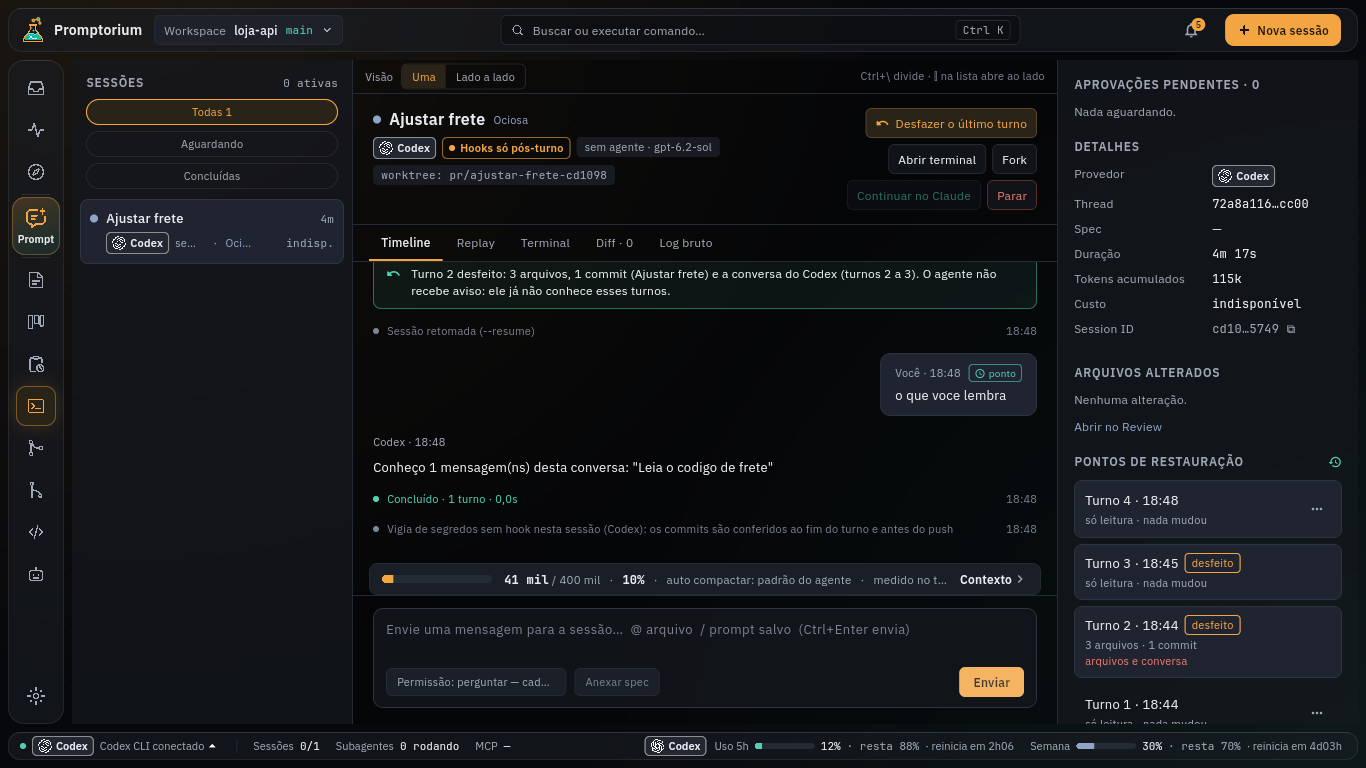 Promptorium
Workspace loja-api main
Buscar ou executar comando...
Ctrl K
5
+ Nova sessão
Prompt
SESSÕES
0 ativas
Todas 1
Aguardando
Concluídas
Ajustar frete
4m
Codex
se...
· Oci...
indisp.
Visão
Uma
Lado a lado
Ctrl+\ divide · ‖ na lista abre ao lado
Ajustar frete
Ociosa
Codex
Hooks só pós-turno
sem agente · gpt-6.2-sol
worktree: pr/ajustar-frete-cd1098
Desfazer o último turno
Abrir terminal
Fork
Continuar no Claude
Parar
Timeline
Replay
Terminal
Diff · 0
Log bruto
Turno 2 desfeito: 3 arquivos, 1 commit (Ajustar frete) e a conversa do Codex (turnos 2 a 3). O agente não
recebe aviso: ele já não conhece esses turnos.
Sessão retomada (--resume)
18:48
Você · 18:48
ponto
o que voce lembra
Codex · 18:48
Conheço 1 mensagem(ns) desta conversa: "Leia o codigo de frete"
Concluído · 1 turno · 0,0s
18:48
Vigia de segredos sem hook nesta sessão (Codex): os commits são conferidos ao fim do turno e antes do push
18:48
41 mil / 400 mil · 10% · auto compactar: padrão do agente · medido no t...
Contexto
Envie uma mensagem para a sessão... @ arquivo / prompt salvo (Ctrl+Enter envia)
Permissão: perguntar — cad...
Anexar spec
Enviar
APROVAÇÕES PENDENTES · 0
Nada aguardando.
DETALHES
Provedor
Codex
Thread
72a8a116…cc00
Spec
—
Duração
4m 17s
Tokens acumulados
115k
Custo
indisponível
Session ID
cd10…5749
ARQUIVOS ALTERADOS
Nenhuma alteração.
Abrir no Review
PONTOS DE RESTAURAÇÃO
Turno 4 · 18:48
só leitura · nada mudou
Turno 3 · 18:45
desfeito
só leitura · nada mudou
Turno 2 · 18:44
desfeito
3 arquivos · 1 commit
arquivos e conversa
Turno 1 · 18:44
só leitura · nada mudou
Codex
Codex CLI conectado
Sessões 0/1
Subagentes 0 rodando
MCP —
Codex
Uso 5h
12% · resta 88% · reinicia em 2h06
Semana
30% · resta 70% · reinicia em 4d03h